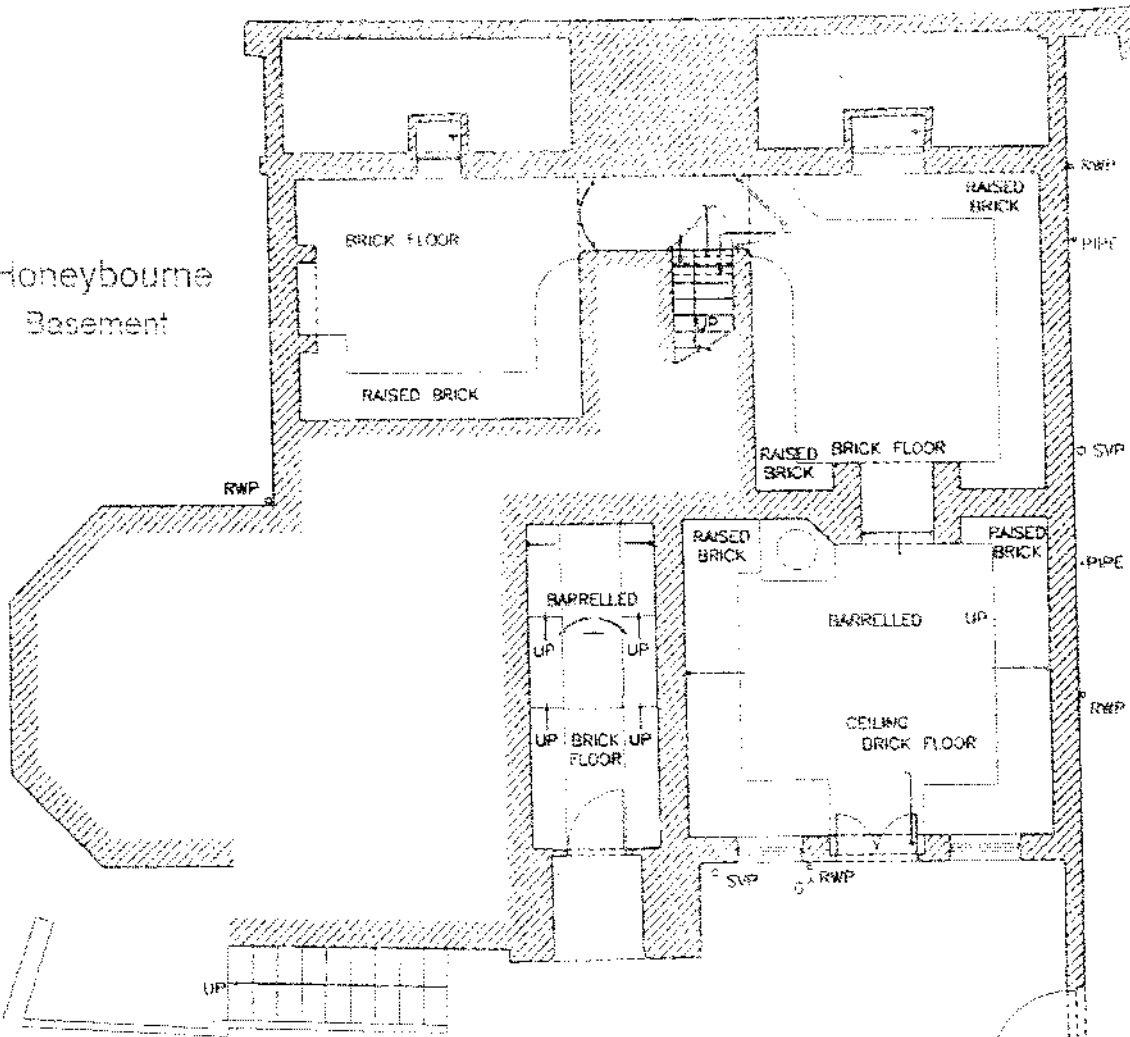 RWP
RAISED
BRICK
BRICK FLOOR
PIPE
Honeybourne
Basement
UP
RAISED BRICK
RAISED
BRICK
BRICK FLOOR
SVP
RWP
RAISED
BRICK
RAISED
BRICK
PIPE
BARRELLED
BARRELLED
UP
UP
UP
RWP
CEILING
BRICK FLOOR
UP
BRICK
FLOOR
UP
SVP
RWP
UP